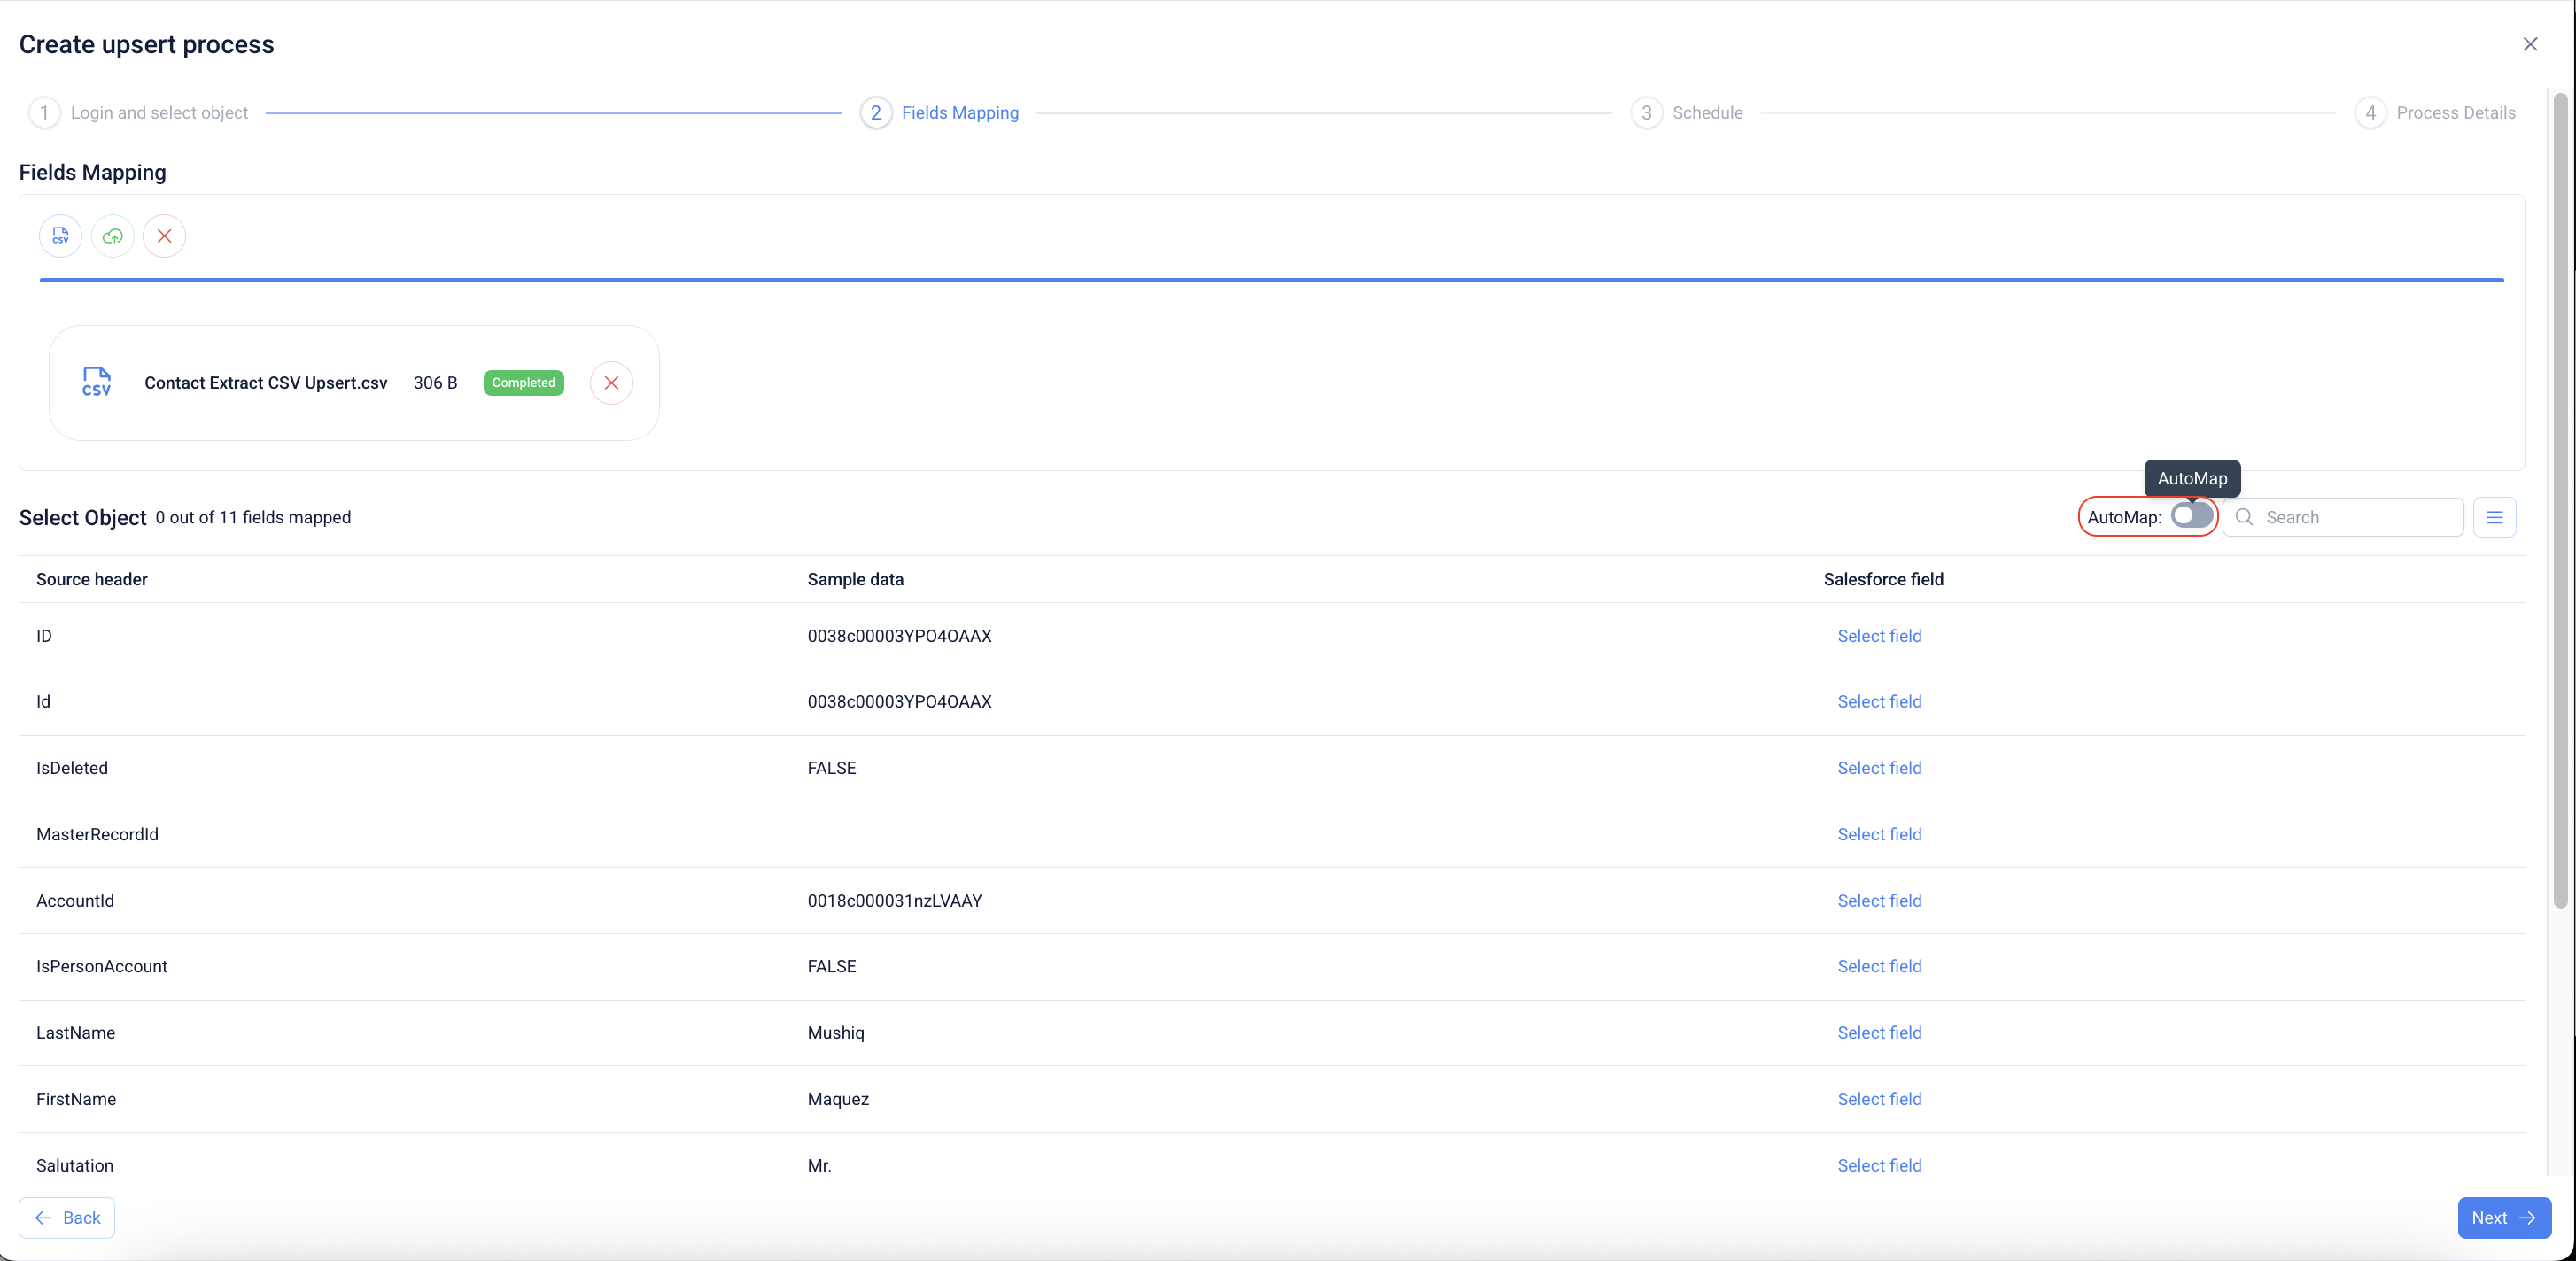 Create upsert process
1 Login and select object 2 Fields Mapping 3 Schedule 4 Process Details
Fields Mapping
CSV
CSV Contact Extract CSV Upsert.csv 306 B Completed
AutoMap
Select Object 0 out of 11 fields mapped AutoMap: Search
Source header Sample data Salesforce field
ID 0038c00003YPO4OAAX Select field
Id 0038c00003YPO4OAAX Select field
IsDeleted FALSE Select field
MasterRecordId Select field
AccountId 0018c000031nzLVAAY Select field
IsPersonAccount FALSE Select field
LastName Mushiq Select field
FirstName Maquez Select field
Salutation Mr. Select field
Back Next